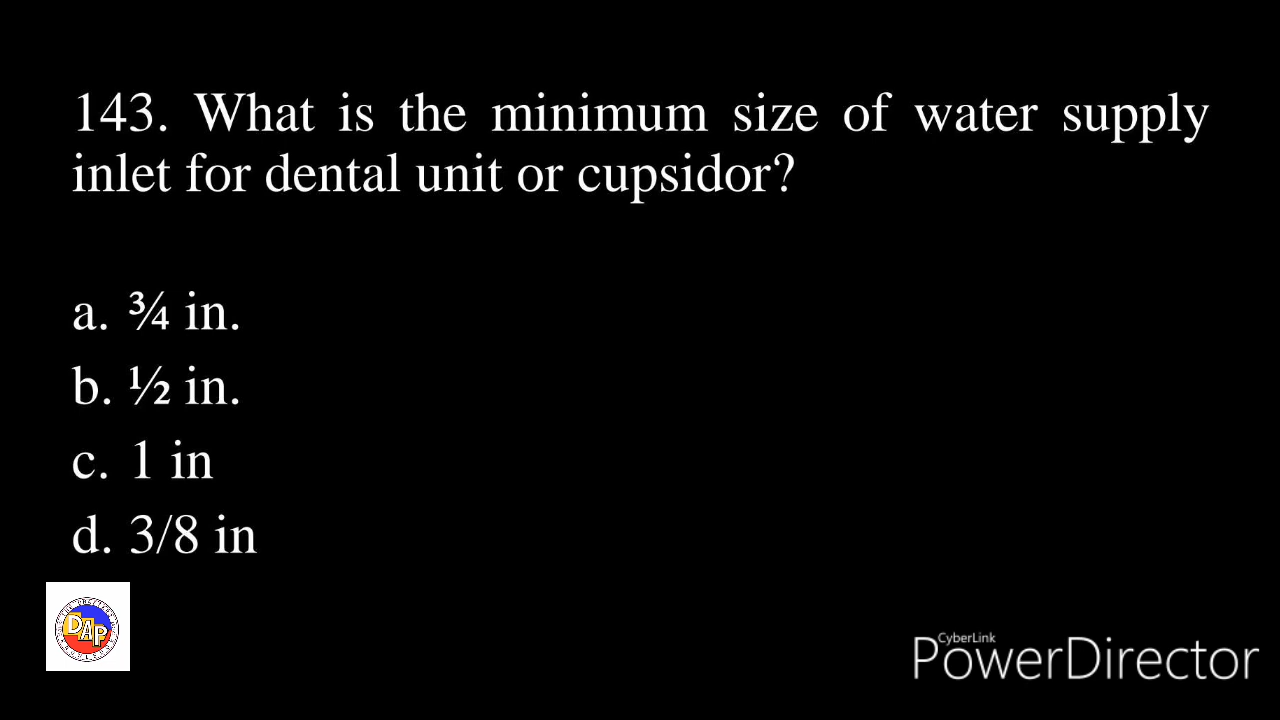 143. What is the minimum size of water supply
inlet for dental unit or cupsidor?
a. ¾ in.
b. ½ in.
c. 1 in
d. 3/8 in
DAP
CyberLink
PowerDirector